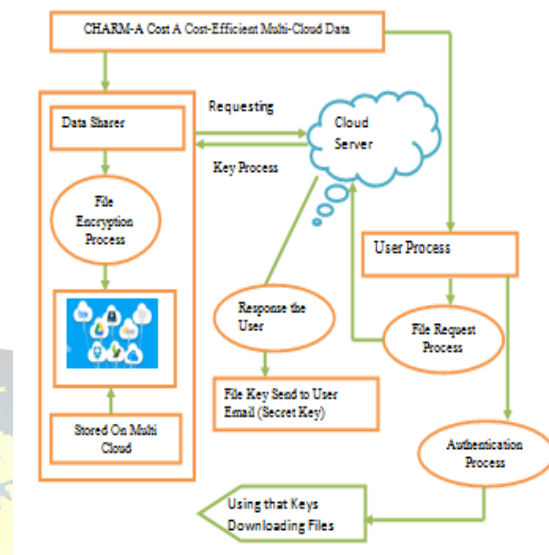 CHARM-A Cost A Cost-Efficient Multi-Cloud Data
Data Sharer
Requesting
Key Process
Cloud
Server
File
Encryption
Process
User Process
Response the
User
File Request
Process
File Key Send to User
Email (Secret Key)
Stored On Multi
Cloud
Authentication
Process
Using that Keys
Downloading Files